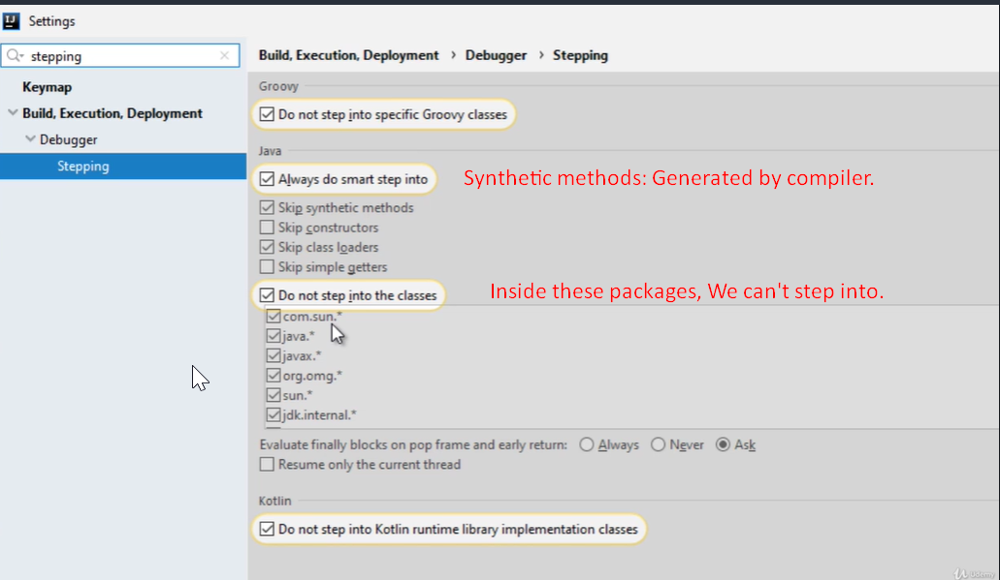 Settings
stepping
Build, Execution, Deployment › Debugger › Stepping
Keymap
Build, Execution, Deployment
Debugger
Stepping
Groovy
Do not step into specific Groovy classes
Java
Always do smart step into
Synthetic methods: Generated by compiler.
Skip synthetic methods
Skip constructors
Skip class loaders
Skip simple getters
Do not step into the classes
Inside these packages, We can't step into.
com.sun.*
java.*
javax.*
org.omg.*
sun.*
jdk.internal.*
Evaluate finally blocks on pop frame and early return: Always Never Ask
Resume only the current thread
Kotlin
Do not step into Kotlin runtime library implementation classes
Udemy